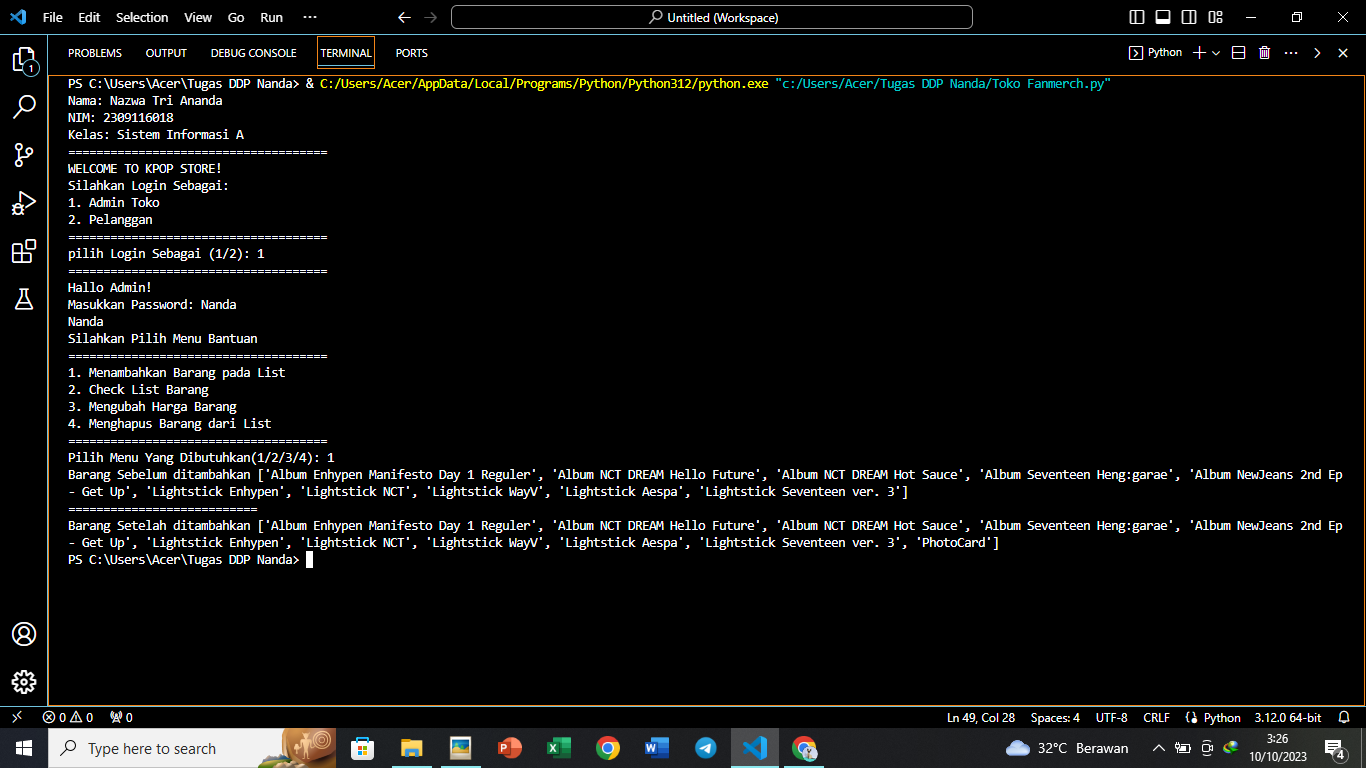 File Edit Selection View Go Run ··· Untitled (Workspace)
PROBLEMS OUTPUT DEBUG CONSOLE TERMINAL PORTS Python
1
PS C:\Users\Acer\Tugas DDP Nanda> & C:/Users/Acer/AppData/Local/Programs/Python/Python312/python.exe "c:/Users/Acer/Tugas DDP Nanda/Toko Fanmerch.py"
Nama: Nazwa Tri Ananda
NIM: 2309116018
Kelas: Sistem Informasi A
=====================================
WELCOME TO KPOP STORE!
Silahkan Login Sebagai:
1. Admin Toko
2. Pelanggan
=====================================
pilih Login Sebagai (1/2): 1
=====================================
Hallo Admin!
Masukkan Password: Nanda
Nanda
Silahkan Pilih Menu Bantuan
=====================================
1. Menambahkan Barang pada List
2. Check List Barang
3. Mengubah Harga Barang
4. Menghapus Barang dari List
=====================================
Pilih Menu Yang Dibutuhkan(1/2/3/4): 1
Barang Sebelum ditambahkan ['Album Enhypen Manifesto Day 1 Reguler', 'Album NCT DREAM Hello Future', 'Album NCT DREAM Hot Sauce', 'Album Seventeen Heng:garae', 'Album NewJeans 2nd Ep
- Get Up', 'Lightstick Enhypen', 'Lightstick NCT', 'Lightstick WayV', 'Lightstick Aespa', 'Lightstick Seventeen ver. 3']
===========================
Barang Setelah ditambahkan ['Album Enhypen Manifesto Day 1 Reguler', 'Album NCT DREAM Hello Future', 'Album NCT DREAM Hot Sauce', 'Album Seventeen Heng:garae', 'Album NewJeans 2nd Ep
- Get Up', 'Lightstick Enhypen', 'Lightstick NCT', 'Lightstick WayV', 'Lightstick Aespa', 'Lightstick Seventeen ver. 3', 'PhotoCard']
PS C:\Users\Acer\Tugas DDP Nanda>
0 0 0 Ln 49, Col 28 Spaces: 4 UTF-8 CRLF Python 3.12.0 64-bit
Type here to search 32°C Berawan 3:26
10/10/2023 4